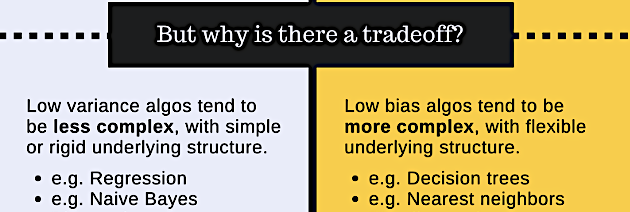 But why is there a tradeoff?
Low variance algos tend to
be less complex, with simple
or rigid underlying structure.
• e.g. Regression
• e.g. Naive Bayes
Low bias algos tend to be
more complex, with flexible
underlying structure.
• e.g. Decision trees
• e.g. Nearest neighbors